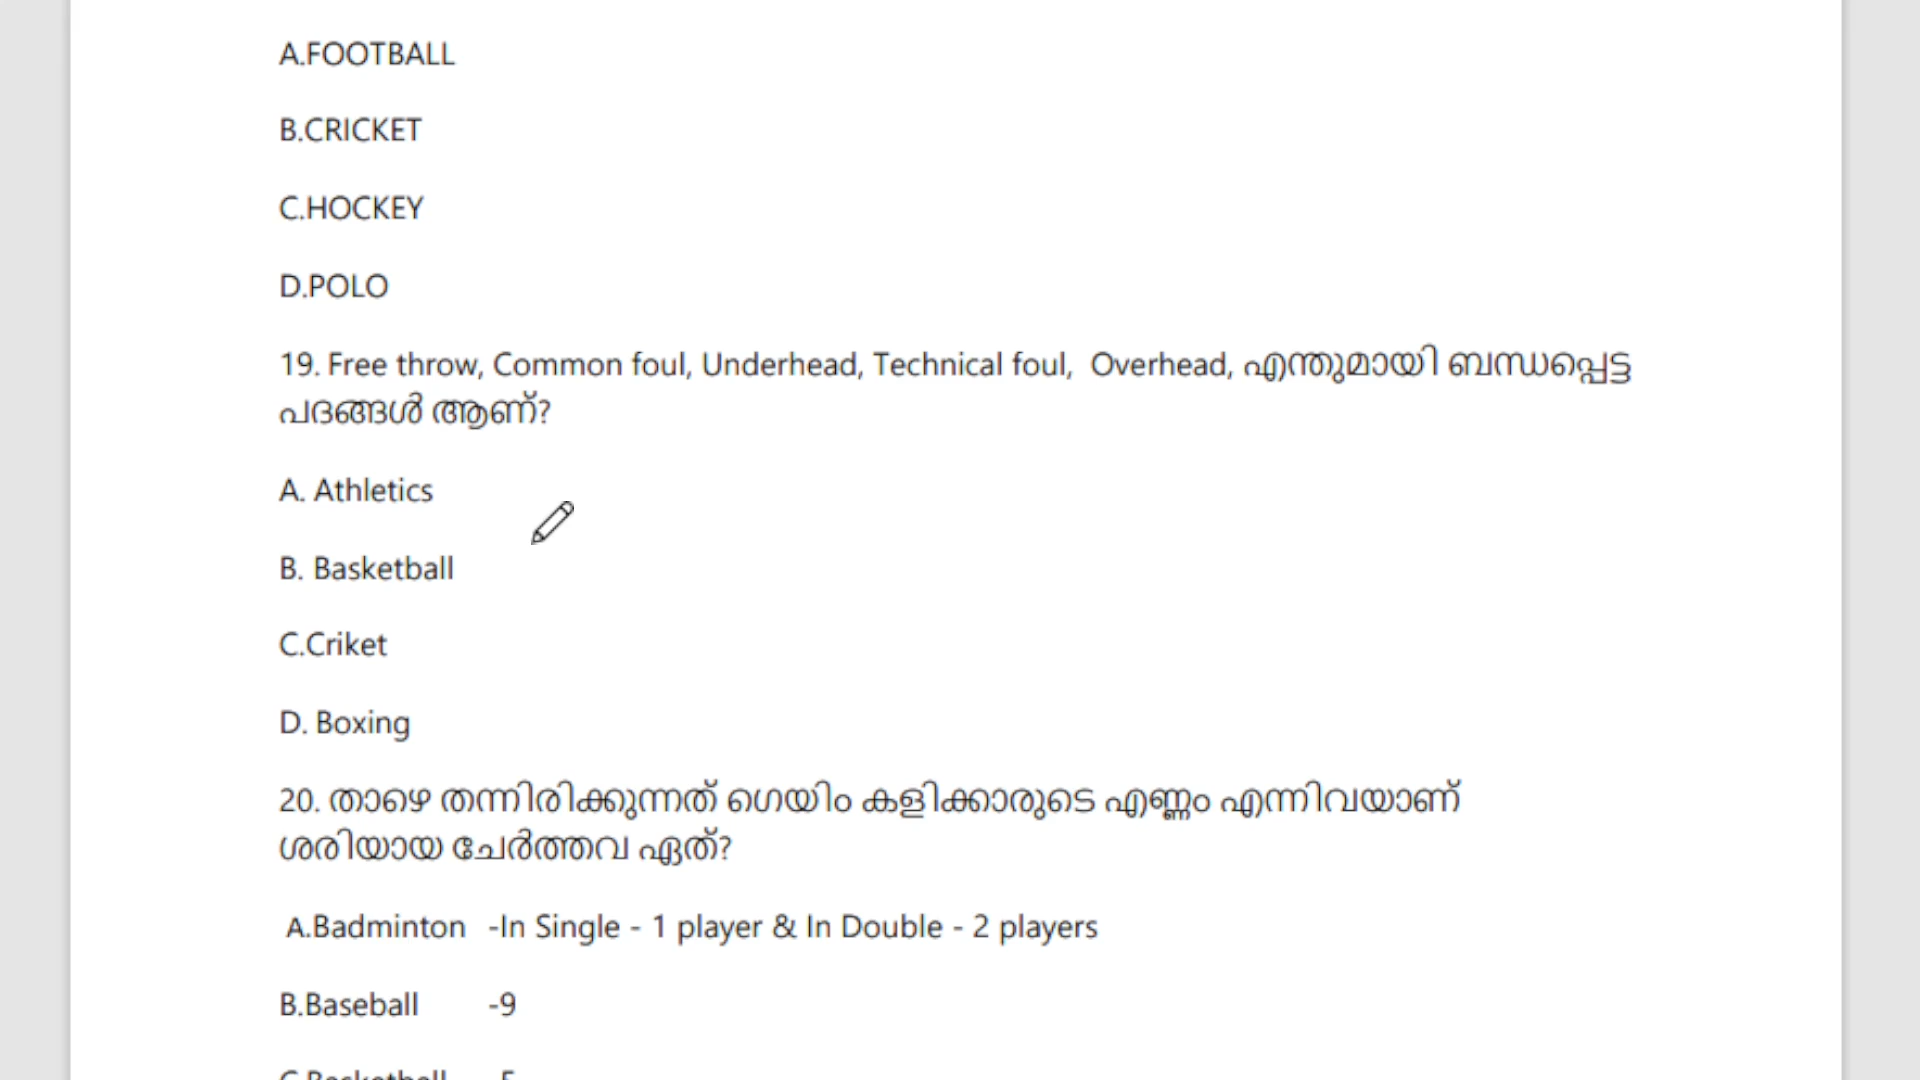 A.FOOTBALL
B.CRICKET
C.HOCKEY
D.POLO
19. Free throw, Common foul, Underhead, Technical foul,  Overhead, എന്തുമായി ബന്ധപ്പെട്ട
പദങ്ങൾ ആണ്?
A. Athletics
B. Basketball
C.Criket
D. Boxing
20. താഴെ തന്നിരിക്കുന്നത് ഗെയിം കളിക്കാരുടെ എണ്ണം എന്നിവയാണ്
ശരിയായ ചേർത്തവ ഏത്?
A.Badminton  -In Single - 1 player & In Double - 2 players
B.Baseball -9
C.Basketball -5